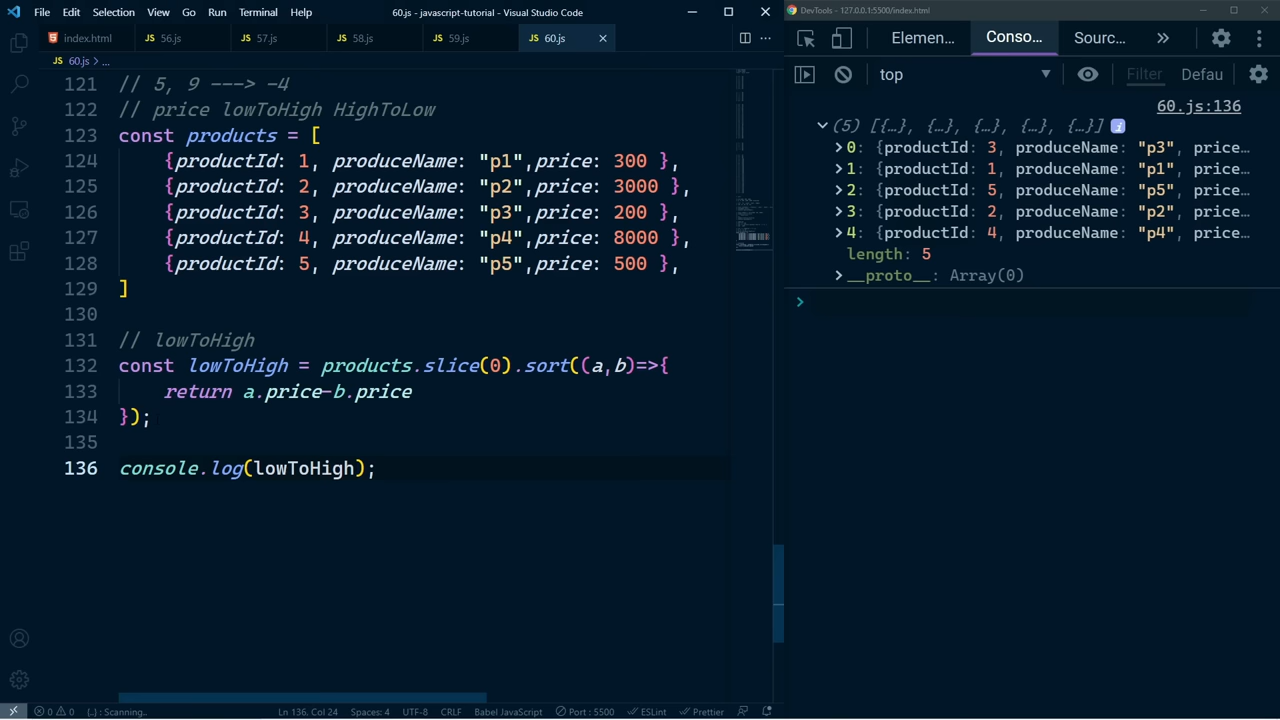 File Edit Selection View Go Run Terminal Help 60.js - javascript-tutorial - Visual Studio Code
index.html JS 56.js JS 57.js JS 58.js JS 59.js JS 60.js
JS 60.js > ...
121 // 5, 9 ---> -4
122 // price lowToHigh HighToLow
123 const products = [
124 {productId: 1, produceName: "p1",price: 300 },
125 {productId: 2, produceName: "p2",price: 3000 },
126 {productId: 3, produceName: "p3",price: 200 },
127 {productId: 4, produceName: "p4",price: 8000 },
128 {productId: 5, produceName: "p5",price: 500 },
129 ]
130
131 // lowToHigh
132 const lowToHigh = products.slice(0).sort((a,b)=>{
133 return a.price-b.price
134 });
135
136 console.log(lowToHigh);
0 0 {..} : Scanning.. Ln 136, Col 24 Spaces: 4 UTF-8 CRLF Babel JavaScript Port : 5500 ESLint Prettier
DevTools - 127.0.0.1:5500/index.html
Elemen... Conso... Sourc... »
top Filter Defau
60.js:136
(5) [{…}, {…}, {…}, {…}, {…}] i
0: {productId: 3, produceName: "p3", price…
1: {productId: 1, produceName: "p1", price…
2: {productId: 5, produceName: "p5", price…
3: {productId: 2, produceName: "p2", price…
4: {productId: 4, produceName: "p4", price…
length: 5
__proto__: Array(0)